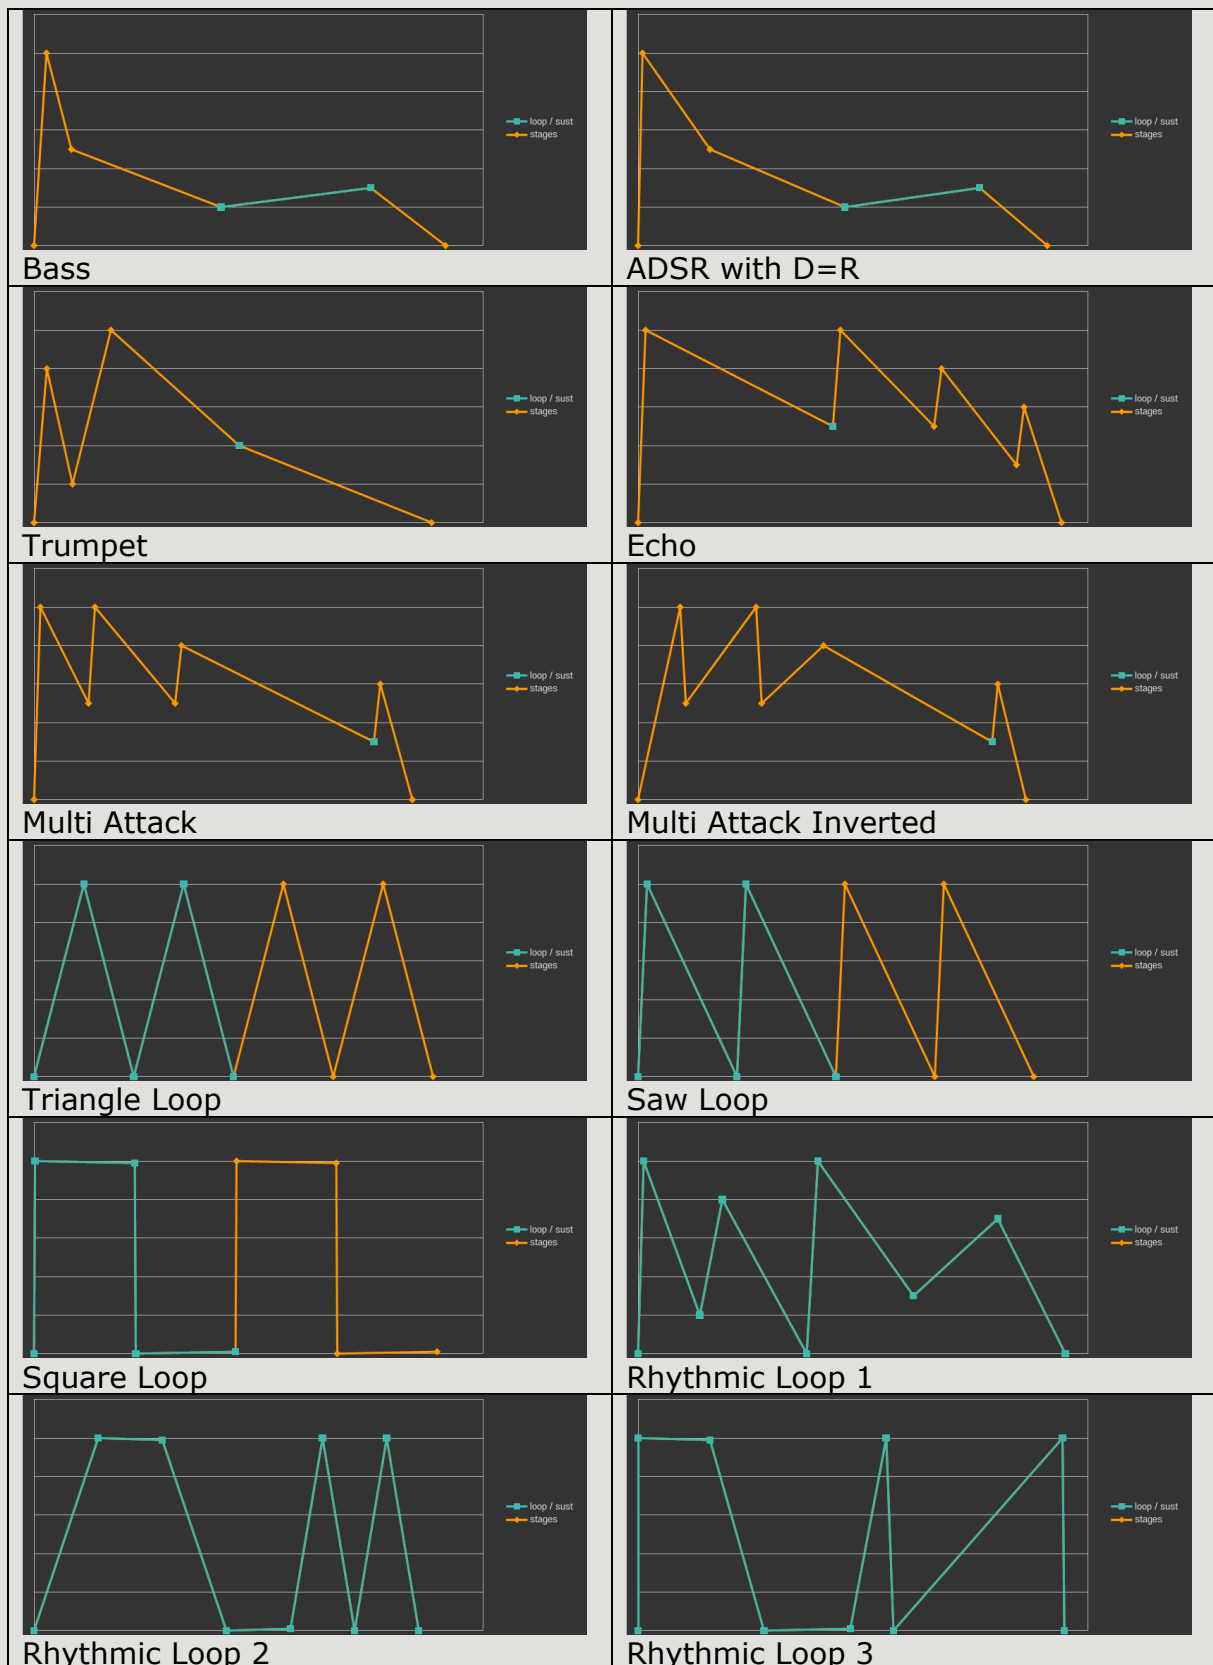 loop / sust
stages
Bass
loop / sust
stages
ADSR with D=R
loop / sust
stages
Trumpet
loop / sust
stages
Echo
loop / sust
stages
Multi Attack
loop / sust
stages
Multi Attack Inverted
loop / sust
stages
Triangle Loop
loop / sust
stages
Saw Loop
loop / sust
stages
Square Loop
loop / sust
stages
Rhythmic Loop 1
loop / sust
stages
Rhythmic Loop 2
loop / sust
stages
Rhythmic Loop 3